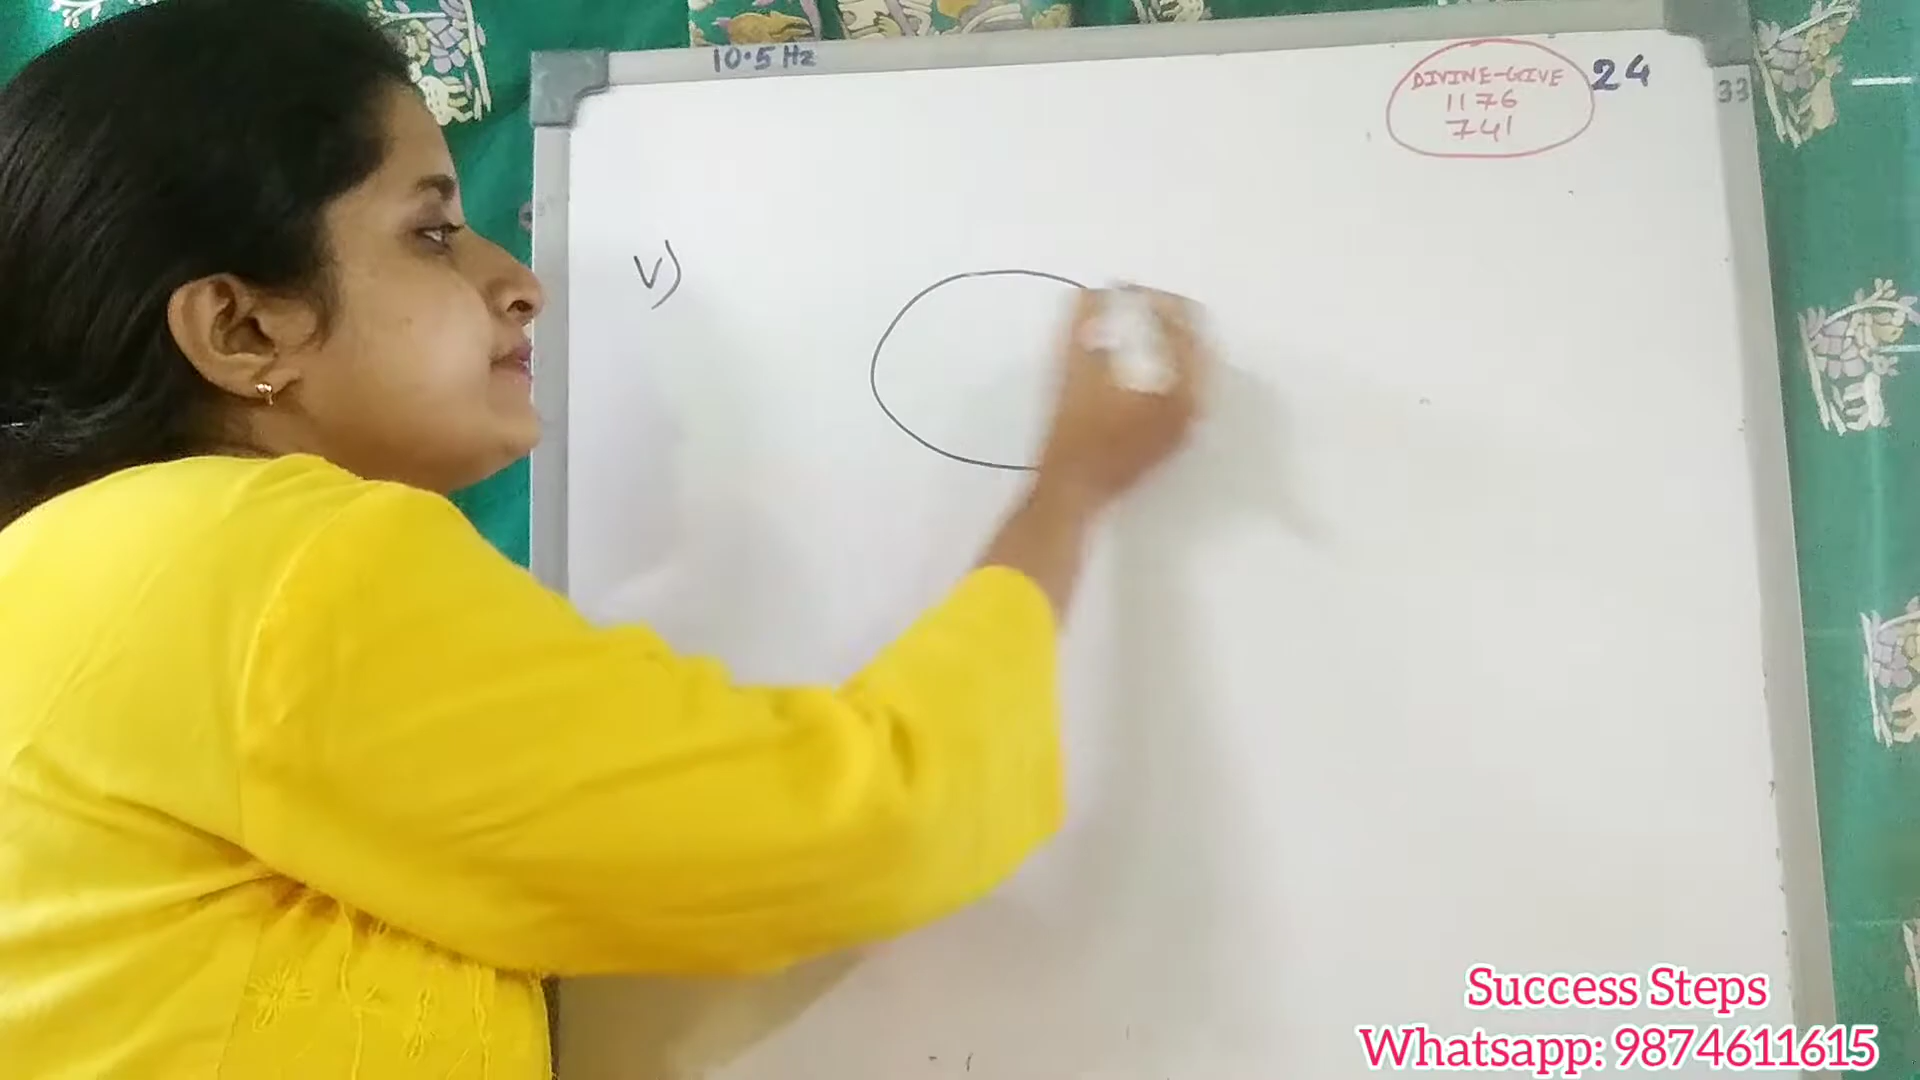 10.5 Hz
DIVINE-GIVE
1176
741
24
33
v)
Success Steps
Whatsapp: 9874611615